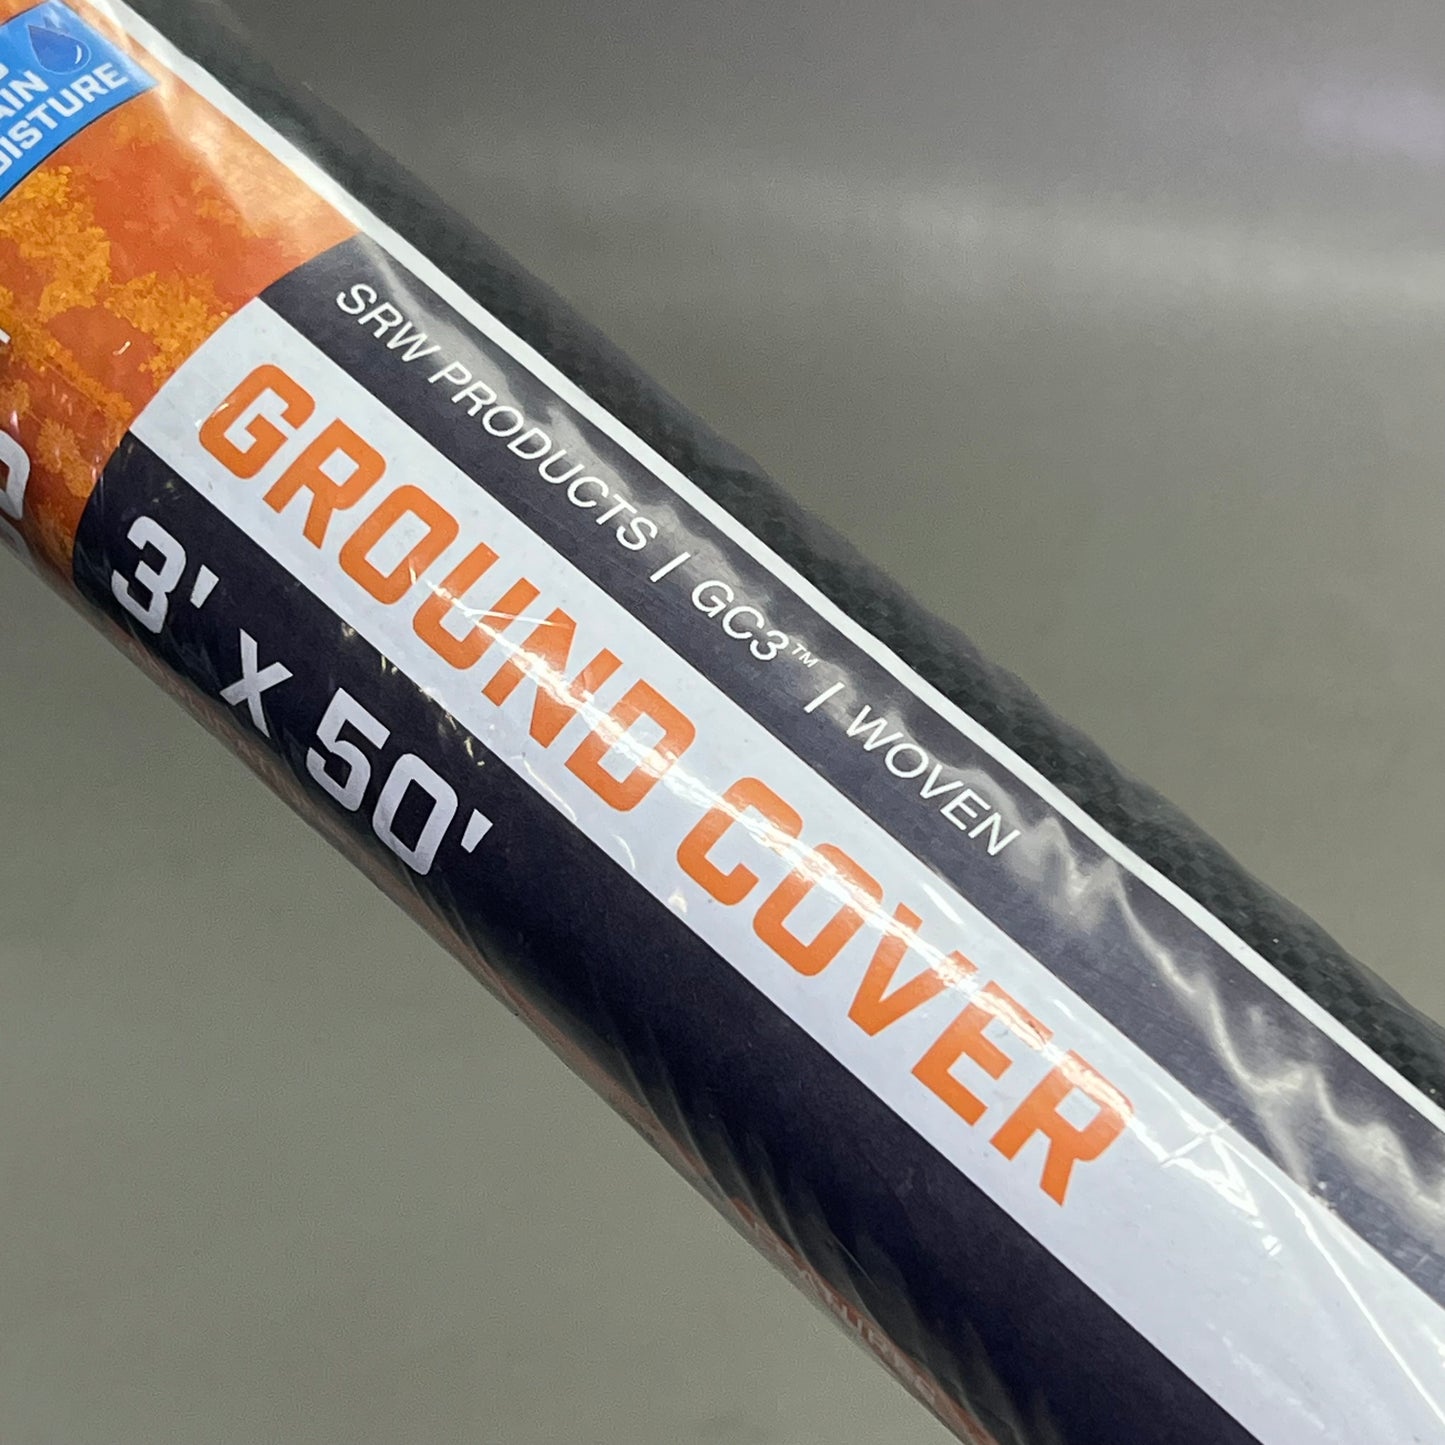 SRW PRODUCTS | GC3™ | WOVEN
GROUND COVER
3' x 50'